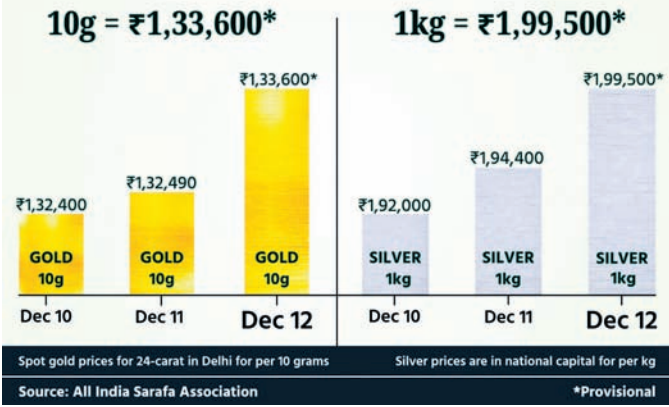 10g = ₹1,33,600*
₹1,33,600*
₹1,32,490
₹1,32,400
GOLD
10g
GOLD
10g
GOLD
10g
Dec 10
Dec 11
Dec 12
1kg = ₹1,99,500*
₹1,99,500*
₹1,94,400
₹1,92,000
SILVER
1kg
SILVER
1kg
SILVER
1kg
Dec 10
Dec 11
Dec 12
Spot gold prices for 24-carat in Delhi for per 10 grams
Silver prices are in national capital for per kg
Source: All India Sarafa Association
*Provisional